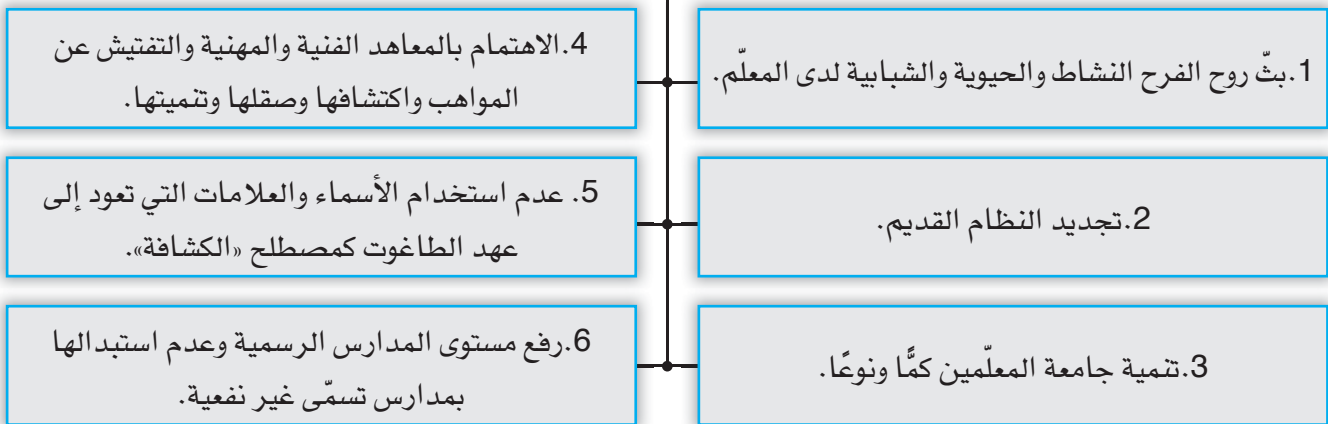 1.بثّ روح الفرح النشاط والحيوية والشبابية لدى المعلّم.
2.تجديد النظام القديم.
3.تنمية جامعة المعلّمين كمًّا ونوعًا.
4.الاهتمام بالمعاهد الفنية والمهنية والتفتيش عن
المواهب واكتشافها وصقلها وتنميتها.
5. عدم استخدام الأسماء والعلامات التي تعود إلى
عهد الطاغوت كمصطلح «الكشافة».
6.رفع مستوى المدارس الرسمية وعدم استبدالها
بمدارس تسمّى غير نفعية.